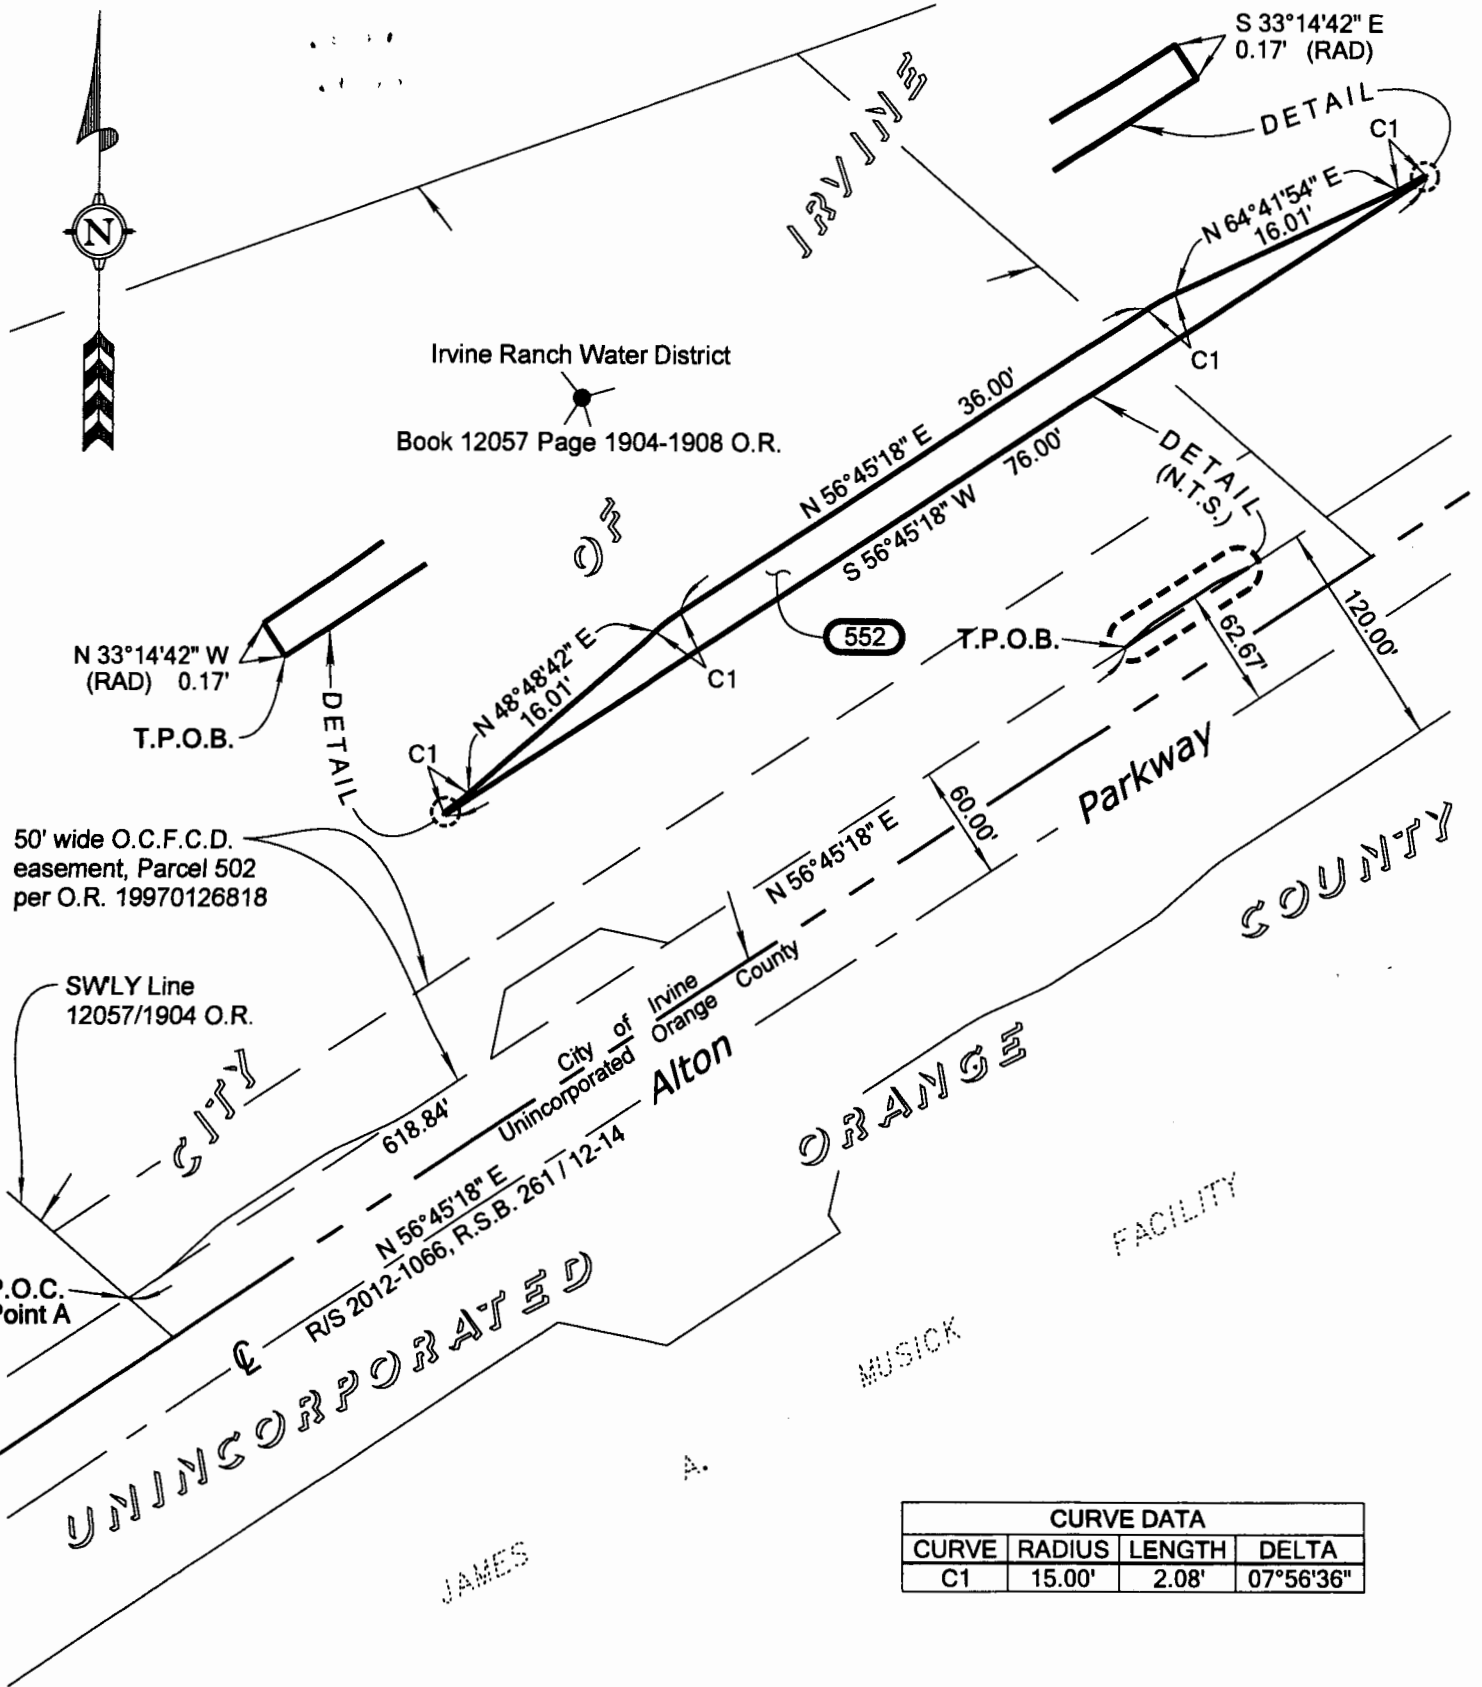 S 33°14'42" E
0.17' (RAD)
DETAIL
C1
N 64°41'54" E
16.01'
IRVINE
N
Irvine Ranch Water District
Book 12057 Page 1904-1908 O.R.
C1
N 56°45'18" E 36.00'
S 56°45'18" W 76.00'
DETAIL
(N.T.S.)
OF
N 33°14'42" W
(RAD) 0.17'
T.P.O.B.
DETAIL
N 48°48'42" E
16.01'
C1
C1
552
T.P.O.B.
62.67'
120.00'
50' wide O.C.F.C.D.
easement, Parcel 502
per O.R. 19970126818
60.00'
N 56°45'18" E
Parkway
COUNTY
SW'LY Line
12057/1904 O.R.
City of Irvine
Unincorporated Orange County
Alton
ORANGE
CITY
618.84'
N 56°45'18" E
R/S 2012-1066, R.S.B. 261 / 12-14
P.O.C.
Point A
CL
UNINCORPORATED
FACILITY
MUSICK
A.
JAMES
CURVE DATA
CURVE RADIUS LENGTH DELTA
C1 15.00' 2.08' 07°56'36"